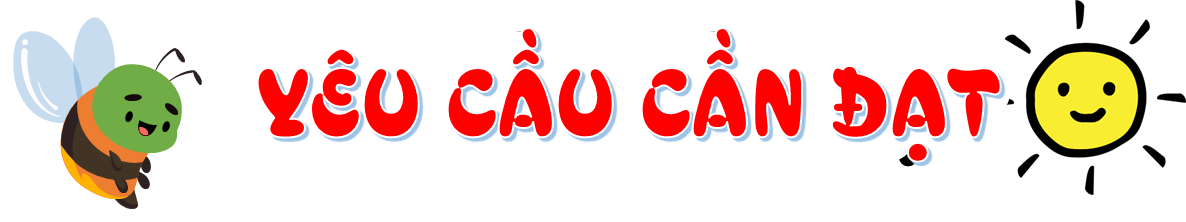 YÊU CẦU CẦN ĐẠT